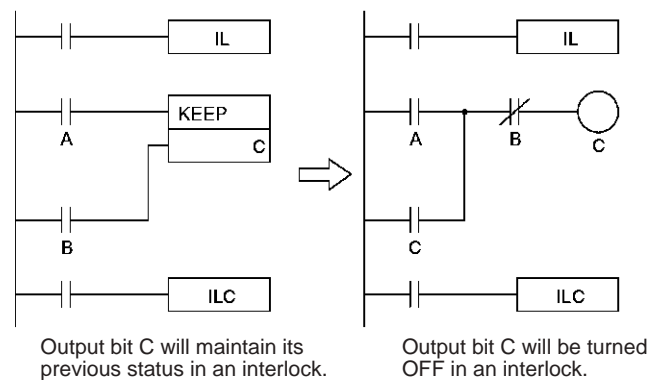 IL
KEEP
A
C
B
ILC
Output bit C will maintain its
previous status in an interlock.
IL
A
B
C
C
ILC
Output bit C will be turned
OFF in an interlock.